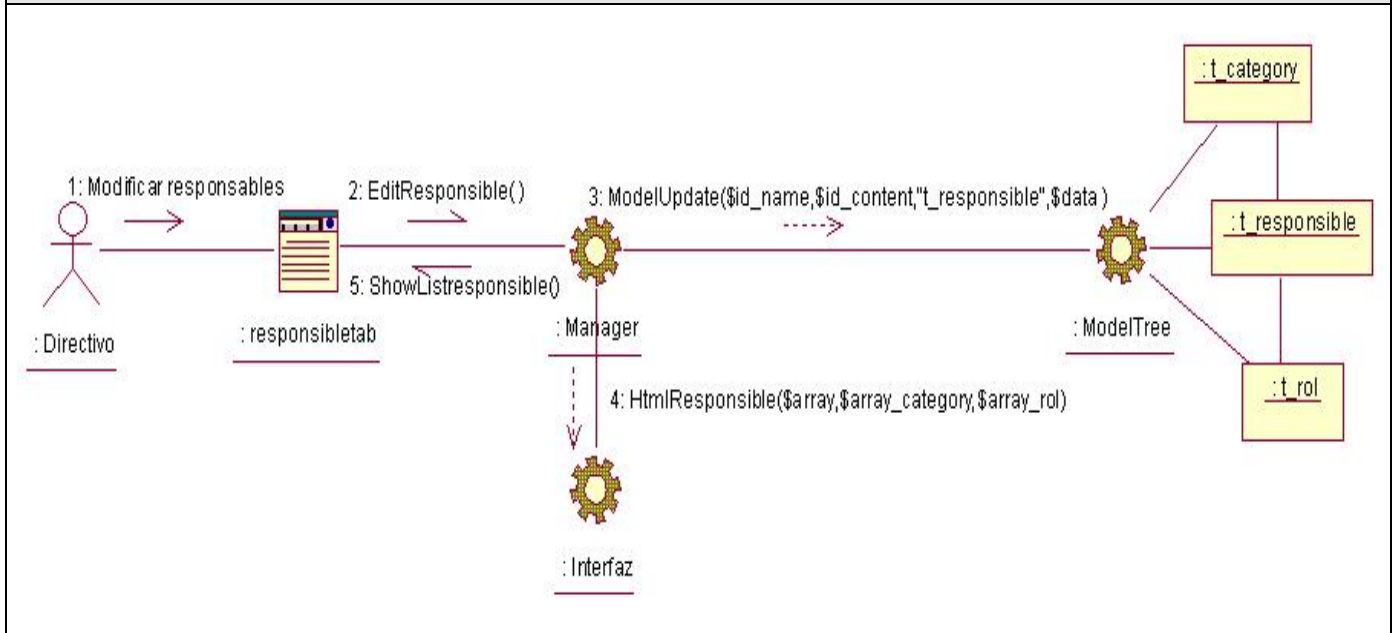 : t_category
1: Modificar responsables
2: EditResponsible( )
3: ModelUpdate($id_name,$id_content,"t_responsible",$data )
: t_responsible
5: ShowListresponsible()
: Directivo
: responsibletab
: Manager
: ModelTree
4: HtmlResponsible($array,$array_category,$array_rol)
: t_rol
: Interfaz